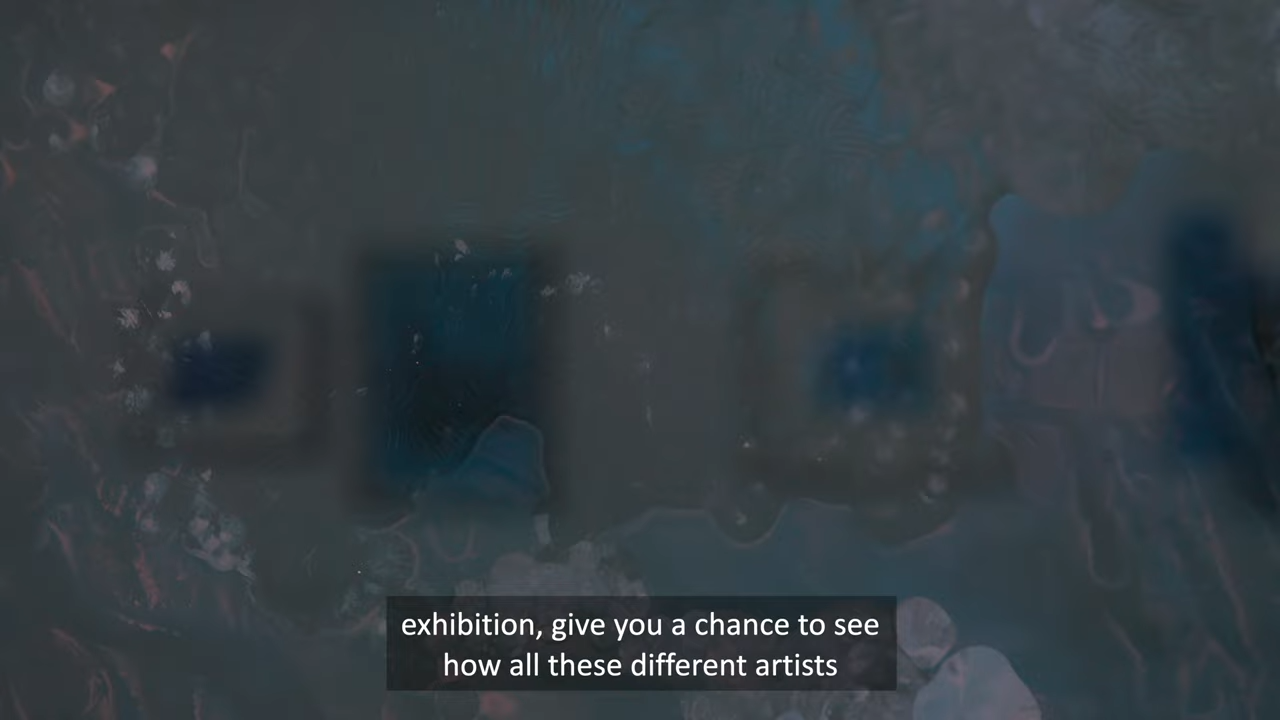 exhibition, give you a chance to see
how all these different artists